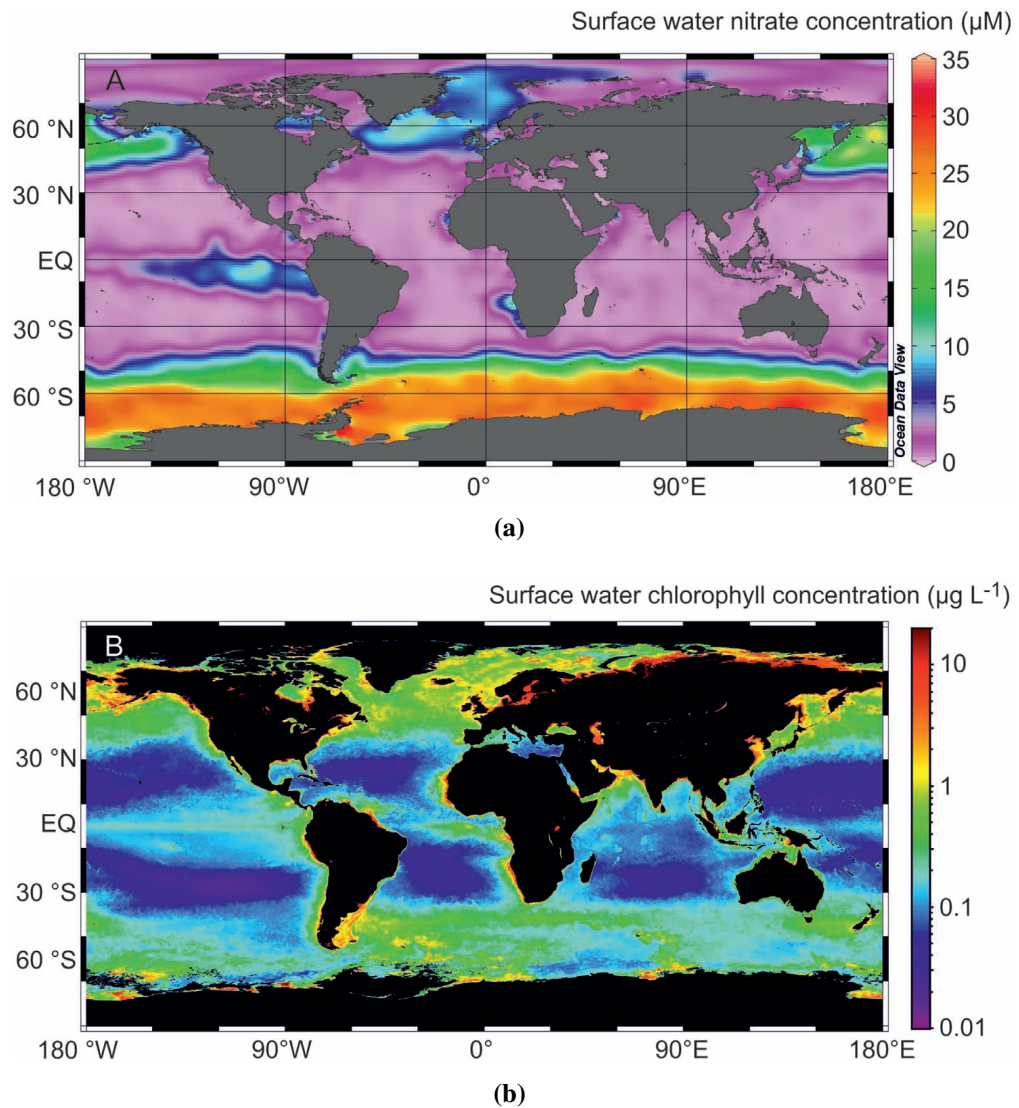 Surface water nitrate concentration (µM)
A
35
30
25
20
15
10
5
0
60 °N
30 °N
EQ
30 °S
60 °S
Ocean Data View
180 °W
90°W
0°
90°E
180°E
(a)
Surface water chlorophyll concentration (µg L-1)
B
10
1
0.1
0.01
60 °N
30 °N
EQ
30 °S
60 °S
180 °W
90°W
0°
90°E
180 °E
(b)